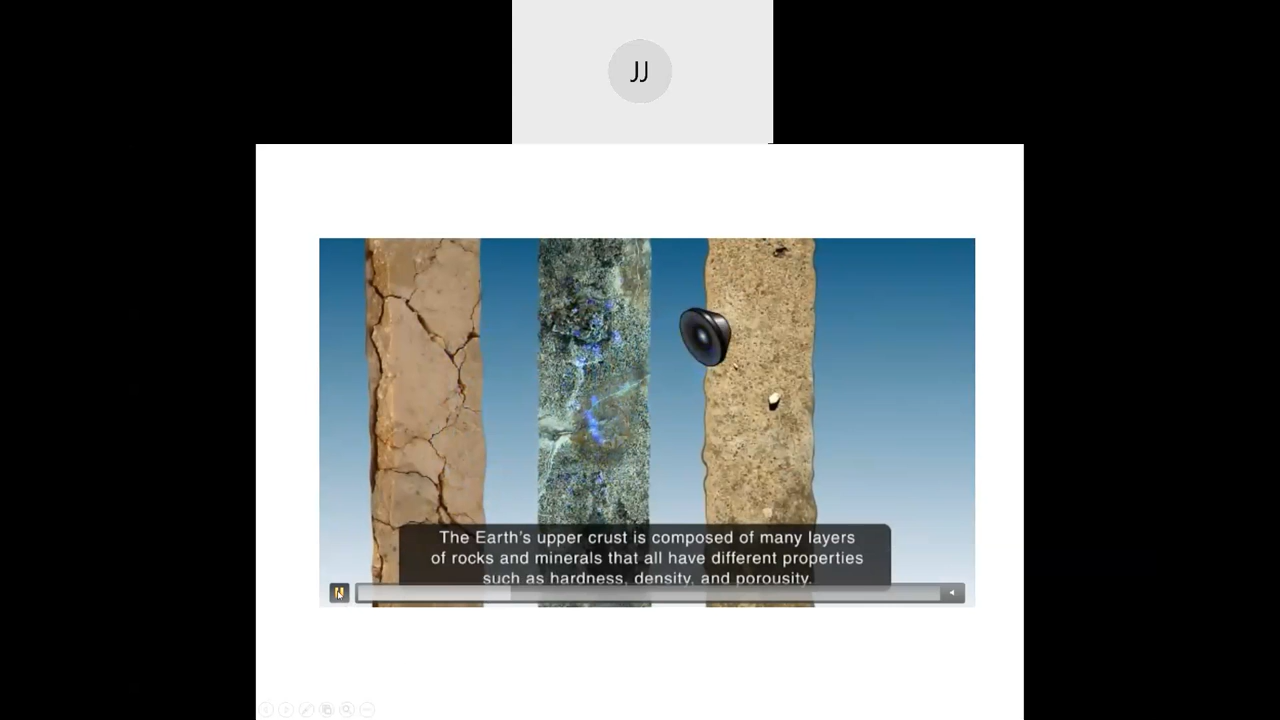 JJ
The Earth's upper crust is composed of many layers
of rocks and minerals that all have different properties
such as hardness, density, and porousity.